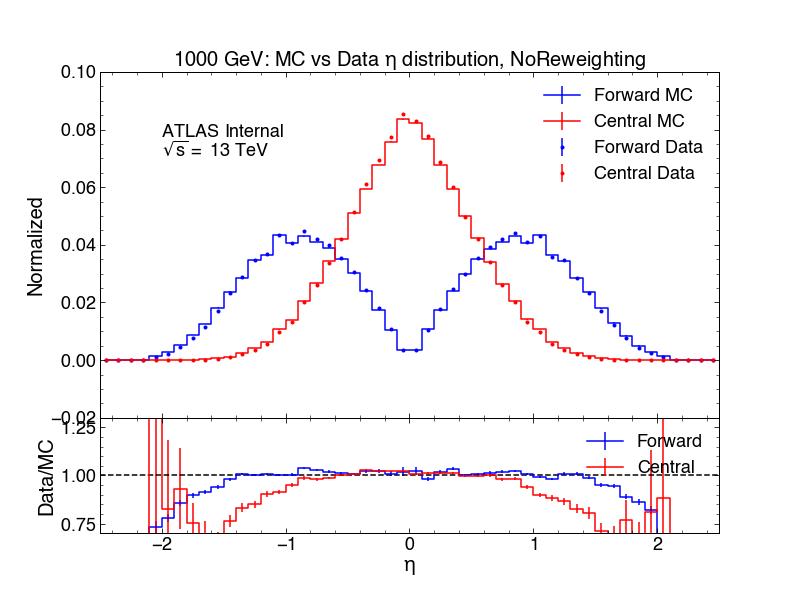 1000 GeV: MC vs Data η distribution, NoReweighting
0.10
0.08
0.06
0.04
0.02
0.00
−0.02
Normalized
ATLAS Internal
√s = 13 TeV
Forward MC
Central MC
Forward Data
Central Data
1.25
1.00
0.75
Data/MC
Forward
Central
−2 −1 0 1 2
η